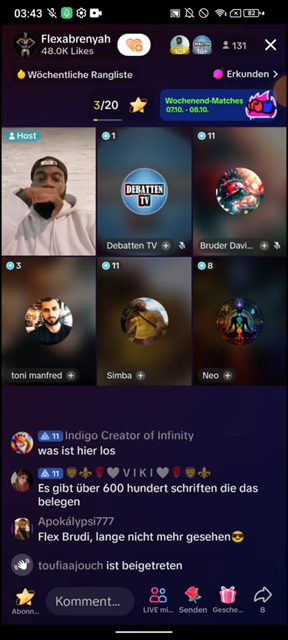 03:43
82
Flexabrenyah
48.0K Likes
10+
131
Wöchentliche Rangliste
Erkunden >
3/20
Wochenend-Matches
07.10. - 08.10.
Host
1
11
DEBATTEN
TV
Debatten TV +
Bruder Davi... +
3
11
8
toni manfred +
Simba +
Neo +
11 Indigo Creator of Infinity
was ist hier los
11 🦁⚜️🌹🩶 V I K I 🩶🌹⚜️🦁
Es gibt über 600 hundert schriften die das
belegen
Apokálypsi777
Flex Brudi, lange nicht mehr gesehen😎
toufiaajouch ist beigetreten
Abonn...
Komment...
LIVE mi...
Senden
Gesche...
8